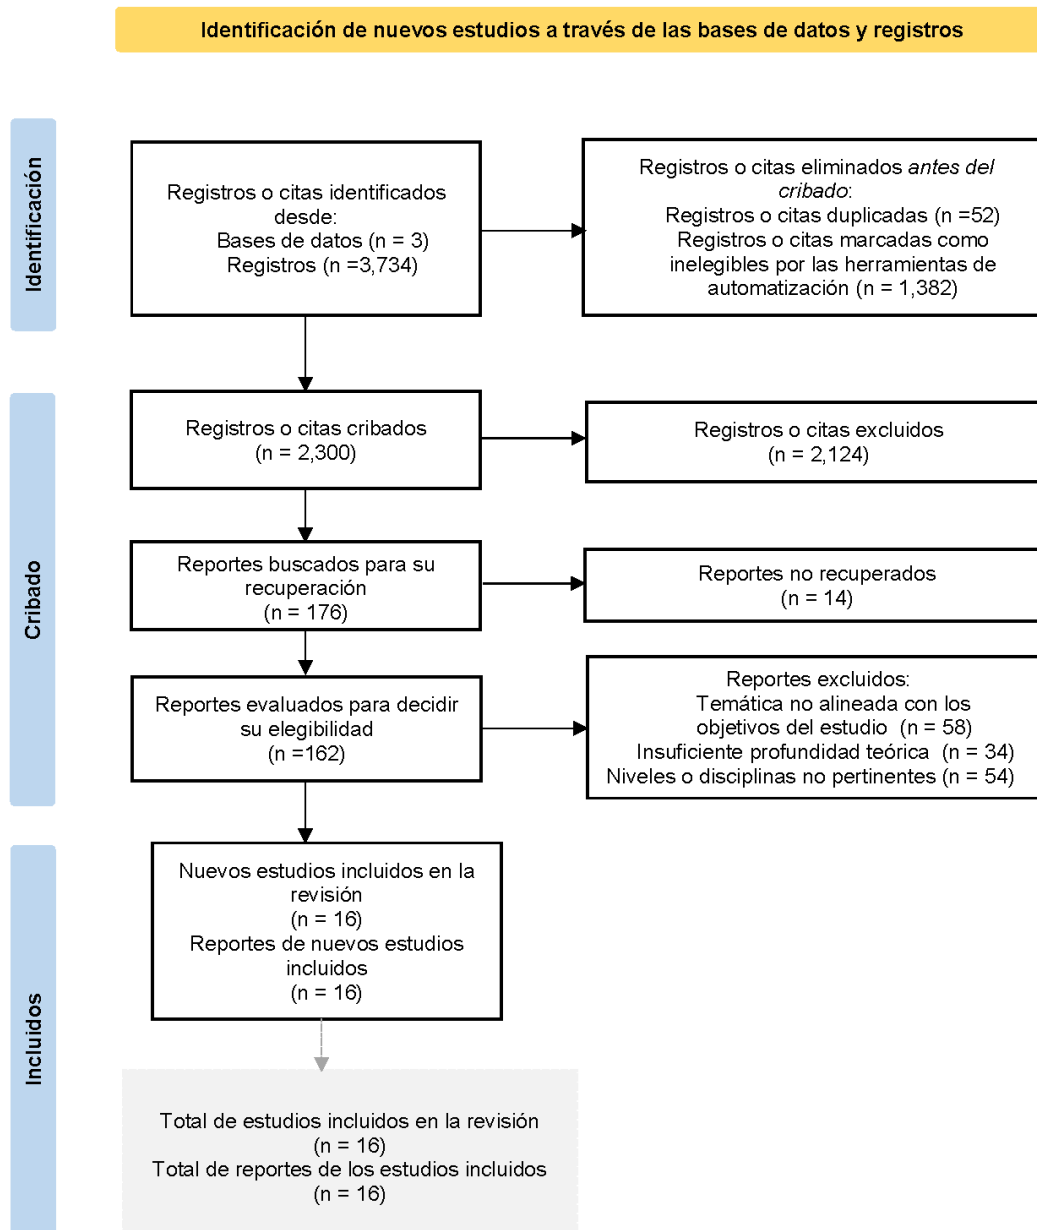 Identificación de nuevos estudios a través de las bases de datos y registros
Identificación
Registros o citas identificados
desde:
Bases de datos (n = 3)
Registros (n =3,734)
Registros o citas eliminados antes del
cribado:
Registros o citas duplicadas (n =52)
Registros o citas marcadas como
inelegibles por las herramientas de
automatización (n = 1,382)
Cribado
Registros o citas cribados
(n = 2,300)
Registros o citas excluidos
(n = 2,124)
Reportes buscados para su
recuperación
(n = 176)
Reportes no recuperados
(n = 14)
Reportes evaluados para decidir
su elegibilidad
(n =162)
Reportes excluidos:
Temática no alineada con los
objetivos del estudio (n = 58)
Insuficiente profundidad teórica (n = 34)
Niveles o disciplinas no pertinentes (n = 54)
Incluidos
Nuevos estudios incluidos en la
revisión
(n = 16)
Reportes de nuevos estudios
incluidos
(n = 16)
Total de estudios incluidos en la revisión
(n = 16)
Total de reportes de los estudios incluidos
(n = 16)